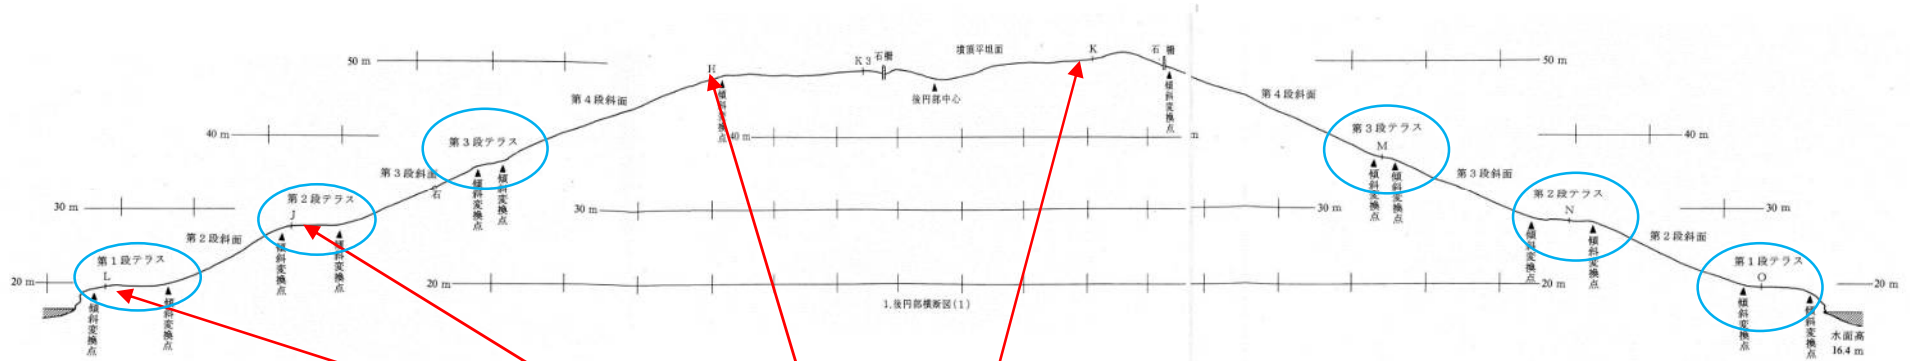 50 m
H
K 3
石柵
墳頂平坦面
K
石柵
50 m
第4段斜面
傾斜変換点
後円部中心
傾斜変換点
第4段斜面
40 m
第3段テラス
40 m
m
第3段テラス
M
40 m
第3段斜面
石
傾斜変換点
傾斜変換点
傾斜変換点
傾斜変換点
第3段斜面
30 m
第2段テラス
J
30 m
30 m
第2段テラス
N
30 m
第2段斜面
傾斜変換点
傾斜変換点
傾斜変換点
傾斜変換点
第2段斜面
第1段テラス
L
第1段テラス
O
20 m
20 m
20 m
20 m
傾斜変換点
傾斜変換点
1.後円部横断図(1)
傾斜変換点
傾斜変換点
水面高
16.4 m